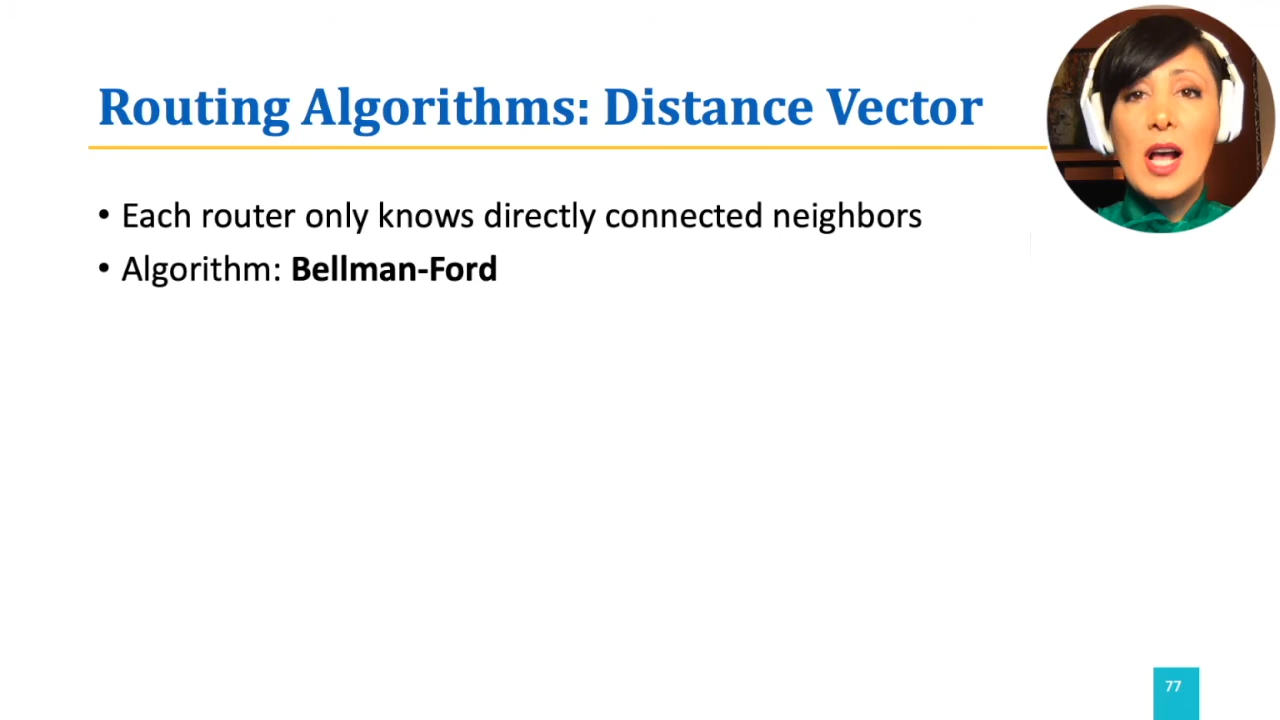 Routing Algorithms: Distance Vector
• Each router only knows directly connected neighbors
• Algorithm: Bellman-Ford
77